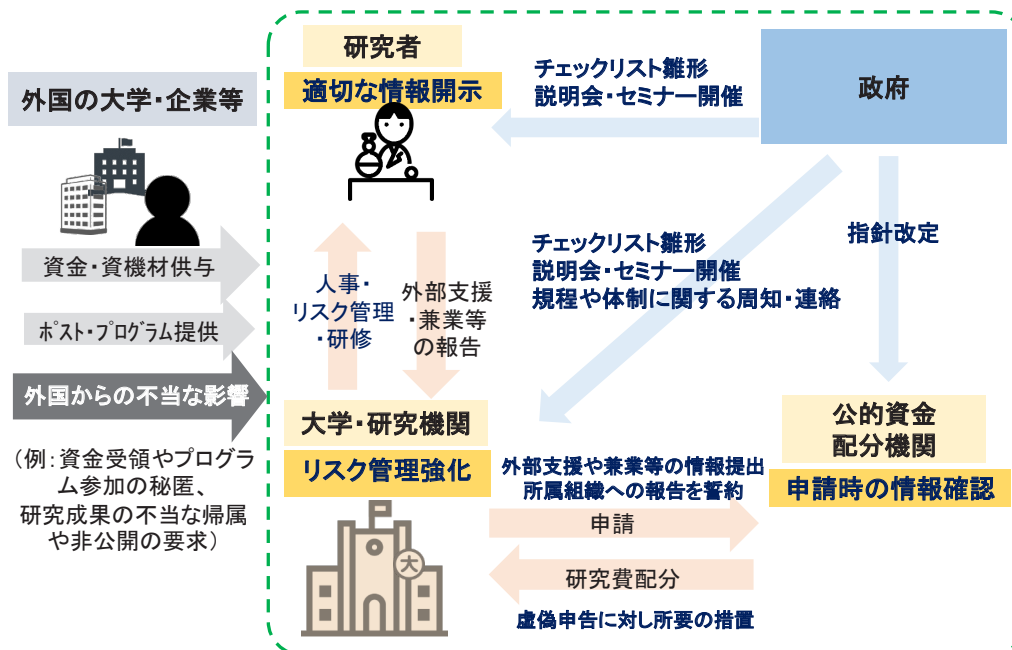 外国の大学・企業等
資金・資機材供与
ﾎﾟｽﾄ・ﾌﾟﾛｸﾞﾗﾑ提供
外国からの不当な影響
（例：資金受領やプログラ
ム参加の秘匿、
研究成果の不当な帰属
や非公開の要求）
研究者
適切な情報開示
チェックリスト雛形
説明会・セミナー開催
政府
人事・
リスク管理
・研修
外部支援
・兼業等
の報告
チェックリスト雛形
説明会・セミナー開催
規程や体制に関する周知・連絡
指針改定
大学・研究機関
リスク管理強化
大
公的資金
配分機関
申請時の情報確認
外部支援や兼業等の情報提出
所属組織への報告を誓約
申請
研究費配分
虚偽申告に対し所要の措置